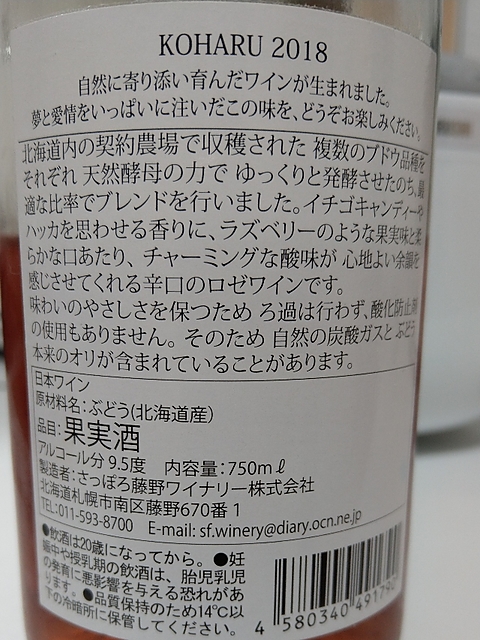 KOHARU 2018
自然に寄り添い育んだワインが生まれました。
夢と愛情をいっぱいに注いだこの味を、どうぞお楽しみください。
北海道内の契約農場で収穫された 複数のブドウ品種を
それぞれ 天然酵母の力で ゆっくりと発酵させたのち、最
適な比率でブレンドを行いました。イチゴキャンディーや
ハッカを思わせる香りに、ラズベリーのような果実味と柔
らかな口あたり、チャーミングな酸味が 心地よい余韻を
感じさせてくれる辛口のロゼワインです。
味わいのやさしさを保つため ろ過は行わず、酸化防止剤
の使用もありません。そのため 自然の炭酸ガスと ぶどう
本来のオリが含まれていることがあります。
日本ワイン
原材料名：ぶどう(北海道産)
品目：果実酒
アルコール分 9.5度 内容量：750mℓ
製造者：さっぽろ藤野ワイナリー株式会社
北海道札幌市南区藤野670番1
TEL：011-593-8700 E-mail: sf.winery@diary.ocn.ne.jp
●飲酒は20歳になってから。●妊
娠中や授乳期の飲酒は、胎児乳児
の発育に悪影響を与える恐れがあ
ります。●品質保持のため14℃以
下の冷暗所に保管してください。
4 580340 49179